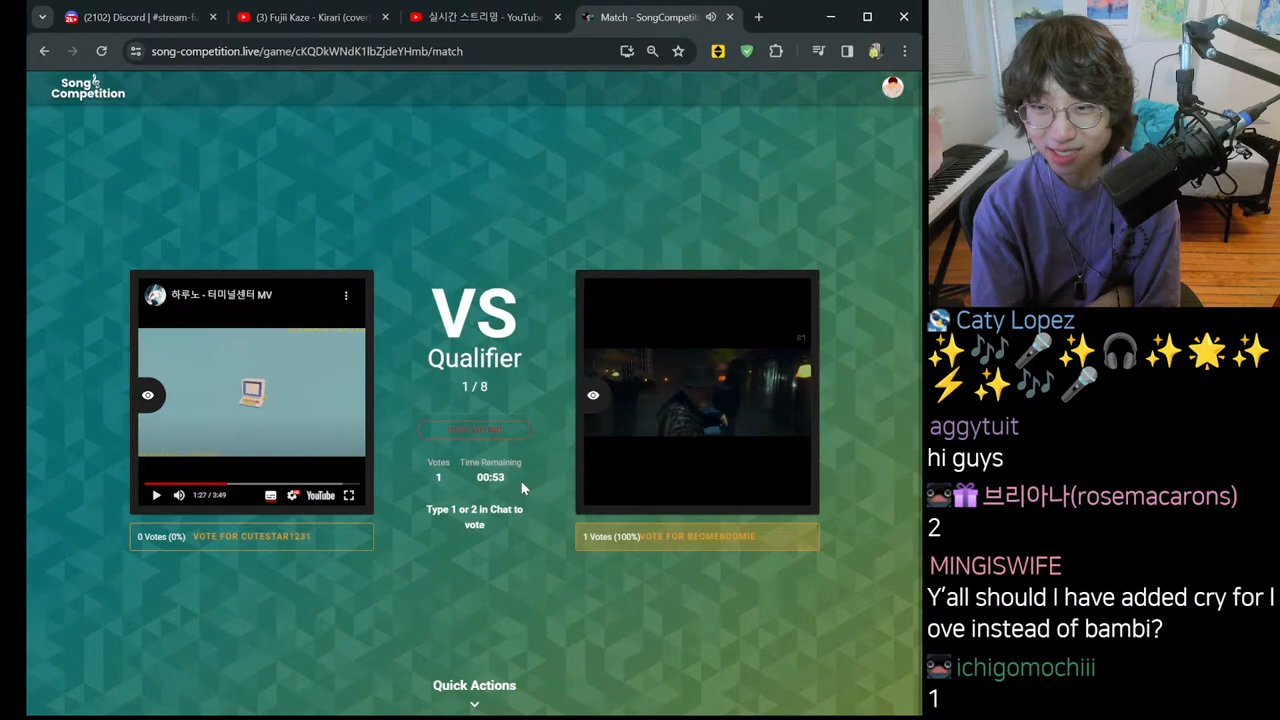 (2102) Discord | #stream-fu
(3) Fujii Kaze - Kirari (cover)
실시간 스트리밍 - YouTube
Match - SongCompetiti
song-competition.live/game/cKQDkWNdK1IbZjdeYHmb/match
Song
Competition
하루노 - 터미널센터 MV
1:27 / 3:49
YouTube
0 Votes (0%) VOTE FOR CUTESTAR1231
VS
Qualifier
1 / 8
Votes Time Remaining
1 00:53
Type 1 or 2 in Chat to
vote
1 Votes (100%) VOTE FOR BEOMEBOOMIE
Quick Actions
Caty Lopez
✨🎶🎤✨🎧✨🌟✨
⚡✨🎶🎤
aggytuit
hi guys
브리아나(rosemacarons)
2
MINGISWIFE
Y'all should I have added cry for l
ove instead of bambi?
ichigomochiii
1